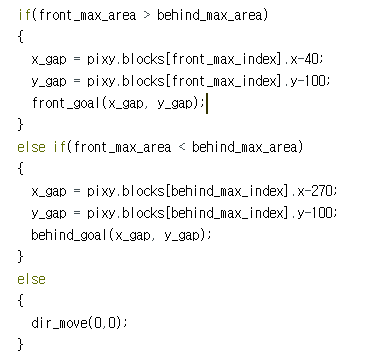 if(front_max_area > behind_max_area)
{
x_gap = pixy.blocks[front_max_index].x-40;
y_gap = pixy.blocks[front_max_index].y-100;
front_goal(x_gap, y_gap);
}
else if(front_max_area < behind_max_area)
{
x_gap = pixy.blocks[behind_max_index].x-270;
y_gap = pixy.blocks[behind_max_index].y-100;
behind_goal(x_gap, y_gap);
}
else
{
dir_move(0,0);
}